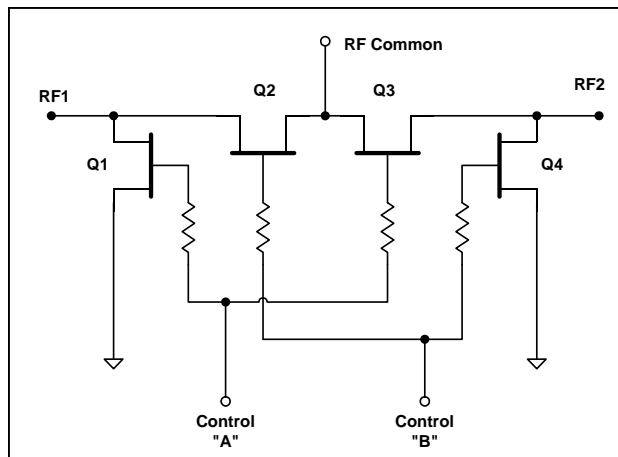 RF Common
RF1
Q2
Q3
RF2
Q1
Q4
Control
"A"
Control
"B"